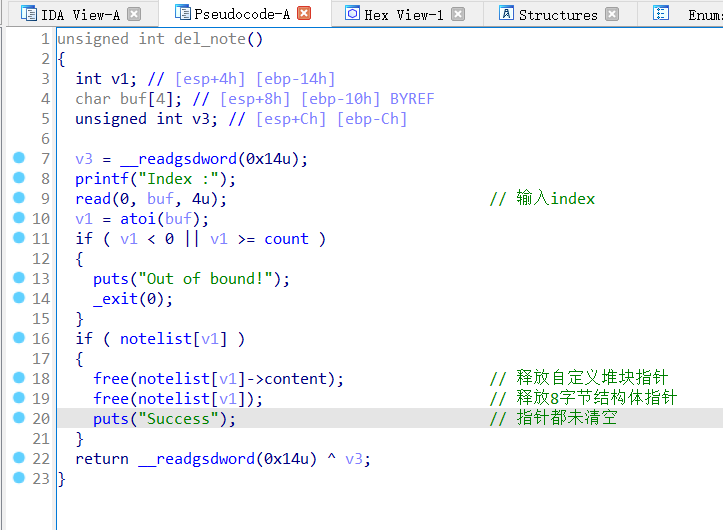 IDA View-A Pseudocode-A Hex View-1 Structures Enums
1 unsigned int del_note()
2 {
3 int v1; // [esp+4h] [ebp-14h]
4 char buf[4]; // [esp+8h] [ebp-10h] BYREF
5 unsigned int v3; // [esp+Ch] [ebp-Ch]
6
7 v3 = __readgsdword(0x14u);
8 printf("Index :");
9 read(0, buf, 4u); // 输入index
10 v1 = atoi(buf);
11 if ( v1 < 0 || v1 >= count )
12 {
13 puts("Out of bound!");
14 _exit(0);
15 }
16 if ( notelist[v1] )
17 {
18 free(notelist[v1]->content); // 释放自定义堆块指针
19 free(notelist[v1]); // 释放8字节结构体指针
20 puts("Success"); // 指针都未清空
21 }
22 return __readgsdword(0x14u) ^ v3;
23 }